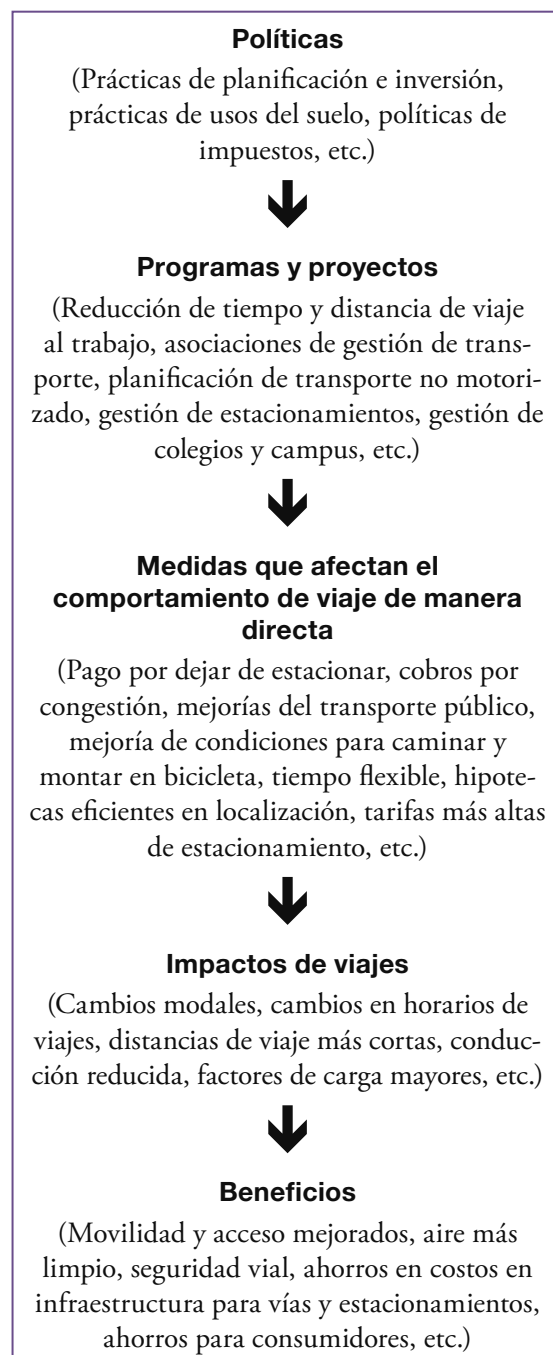 Políticas
(Prácticas de planificación e inversión,
prácticas de usos del suelo, políticas de
impuestos, etc.)
Programas y proyectos
(Reducción de tiempo y distancia de viaje
al trabajo, asociaciones de gestión de trans-
porte, planificación de transporte no motori-
zado, gestión de estacionamientos, gestión de
colegios y campus, etc.)
Medidas que afectan el
comportamiento de viaje de manera
directa
(Pago por dejar de estacionar, cobros por
congestión, mejorías del transporte público,
mejoría de condiciones para caminar y
montar en bicicleta, tiempo flexible, hipote-
cas eficientes en localización, tarifas más altas
de estacionamiento, etc.)
Impactos de viajes
(Cambios modales, cambios en horarios de
viajes, distancias de viaje más cortas, conduc-
ción reducida, factores de carga mayores, etc.)
Beneficios
(Movilidad y acceso mejorados, aire más
limpio, seguridad vial, ahorros en costos en
infraestructura para vías y estacionamientos,
ahorros para consumidores, etc.)